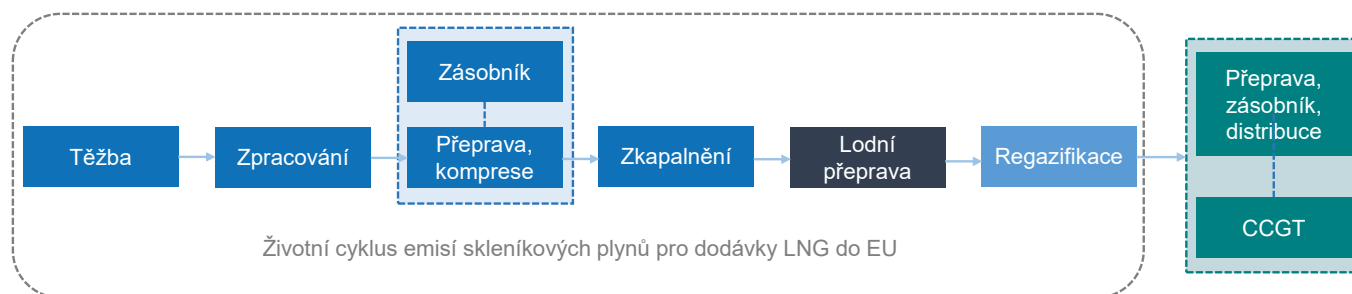 Těžba
Zpracování
Zásobník
Přeprava,
komprese
Zkapalnění
Lodní
přeprava
Regazifikace
Přeprava,
zásobník,
distribuce
CCGT
Životní cyklus emisí skleníkových plynů pro dodávky LNG do EU